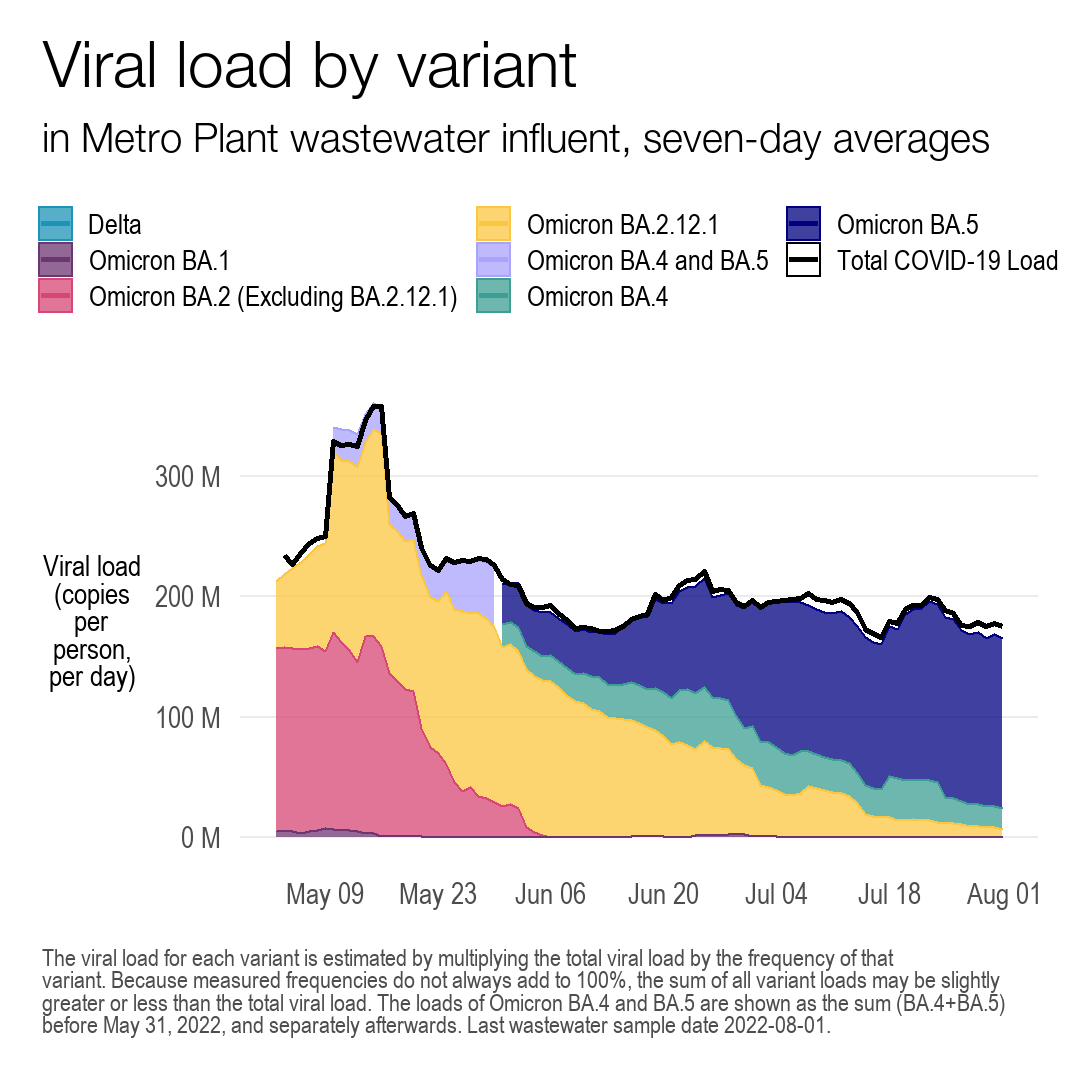 Viral load by variant
in Metro Plant wastewater influent, seven-day averages
Delta
Omicron BA.1
Omicron BA.2 (Excluding BA.2.12.1)
Omicron BA.2.12.1
Omicron BA.4 and BA.5
Omicron BA.4
Omicron BA.5
Total COVID-19 Load
Viral load
(copies
per
person,
per day)
300 M
200 M
100 M
0 M
May 09
May 23
Jun 06
Jun 20
Jul 04
Jul 18
Aug 01
The viral load for each variant is estimated by multiplying the total viral load by the frequency of that
variant. Because measured frequencies do not always add to 100%, the sum of all variant loads may be slightly
greater or less than the total viral load. The loads of Omicron BA.4 and BA.5 are shown as the sum (BA.4+BA.5)
before May 31, 2022, and separately afterwards. Last wastewater sample date 2022-08-01.